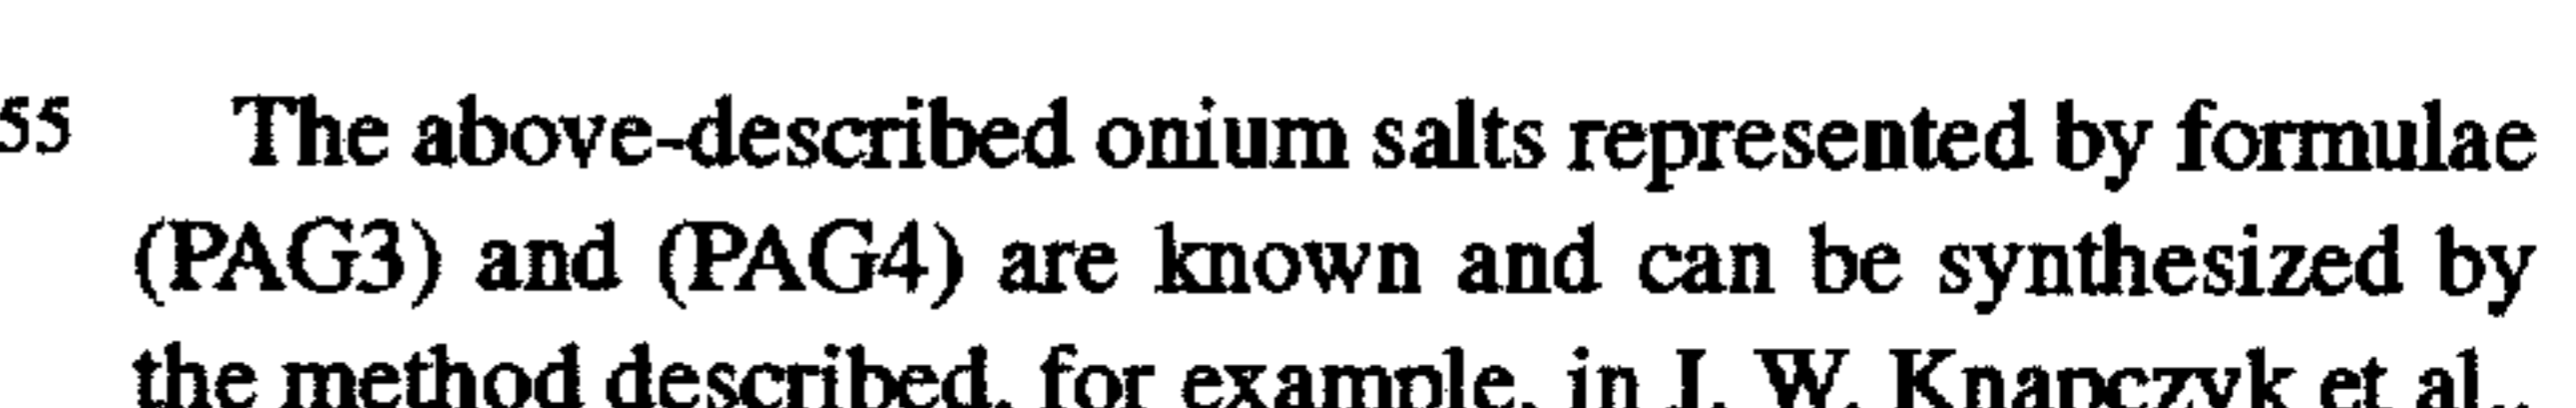 55 The above-described onium salts represented by formulae
(PAG3) and (PAG4) are known and can be synthesized by
the method described, for example, in J. W. Knapczyk et al.,